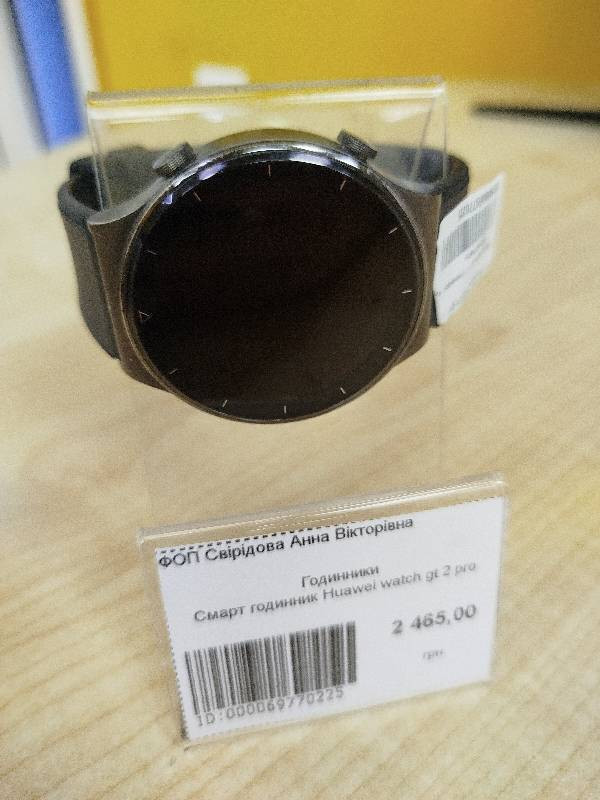 ФОП Свірідова Анна Вікторівна
Годинники
Смарт годинник Huawei watch gt 2 pro
2 465,00
грн
ID:000069770225